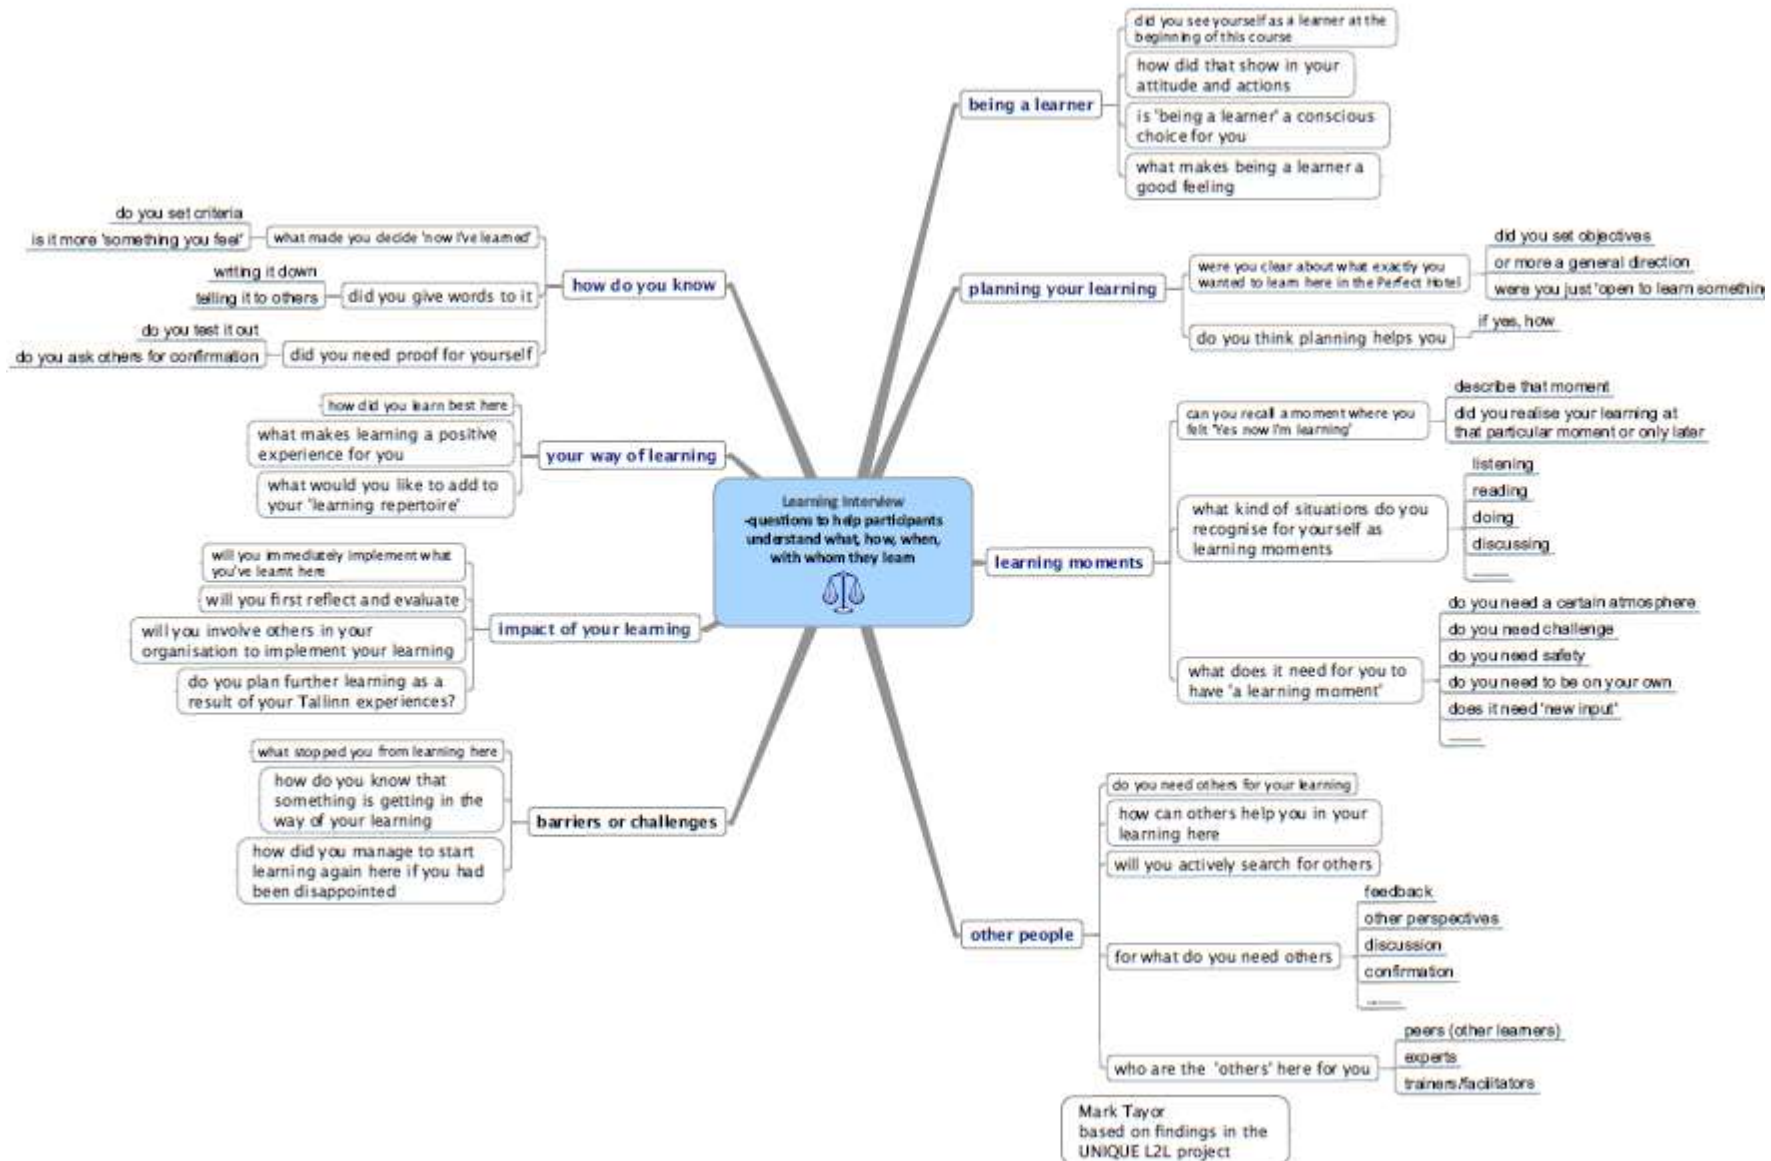 Learning Interview
-questions to help participants
understand what, how, when,
with whom they learn
being a learner
did you see yourself as a learner at the
beginning of this course
how did that show in your
attitude and actions
is 'being a learner' a conscious
choice for you
what makes being a learner a
good feeling
planning your learning
were you clear about what exactly you
wanted to learn here in the Perfect Hotel
did you set objectives
or more a general direction
were you just 'open to learn something
do you think planning helps you
if yes, how
learning moments
can you recall a moment where you
felt 'Yes now I'm learning'
describe that moment
did you realise your learning at
that particular moment or only later
what kind of situations do you
recognise for yourself as
learning moments
listening
reading
doing
discussing
what does it need for you to
have 'a learning moment'
do you need a certain atmosphere
do you need challenge
do you need safety
do you need to be on your own
does it need 'new input'
other people
do you need others for your learning
how can others help you in your
learning here
will you actively search for others
for what do you need others
feedback
other perspectives
discussion
confirmation
who are the 'others' here for you
peers (other learners)
experts
trainers/facilitators
how do you know
what made you decide 'now I've learned'
do you set criteria
is it more 'something you feel'
did you give words to it
writing it down
telling it to others
did you need proof for yourself
do you test it out
do you ask others for confirmation
your way of learning
how did you learn best here
what makes learning a positive
experience for you
what would you like to add to
your 'learning repertoire'
impact of your learning
will you immediately implement what
you've learnt here
will you first reflect and evaluate
will you involve others in your
organisation to implement your learning
do you plan further learning as a
result of your Tallinn experiences?
barriers or challenges
what stopped you from learning here
how do you know that
something is getting in the
way of your learning
how did you manage to start
learning again here if you had
been disappointed
Mark Tayor
based on findings in the
UNIQUE L2L project